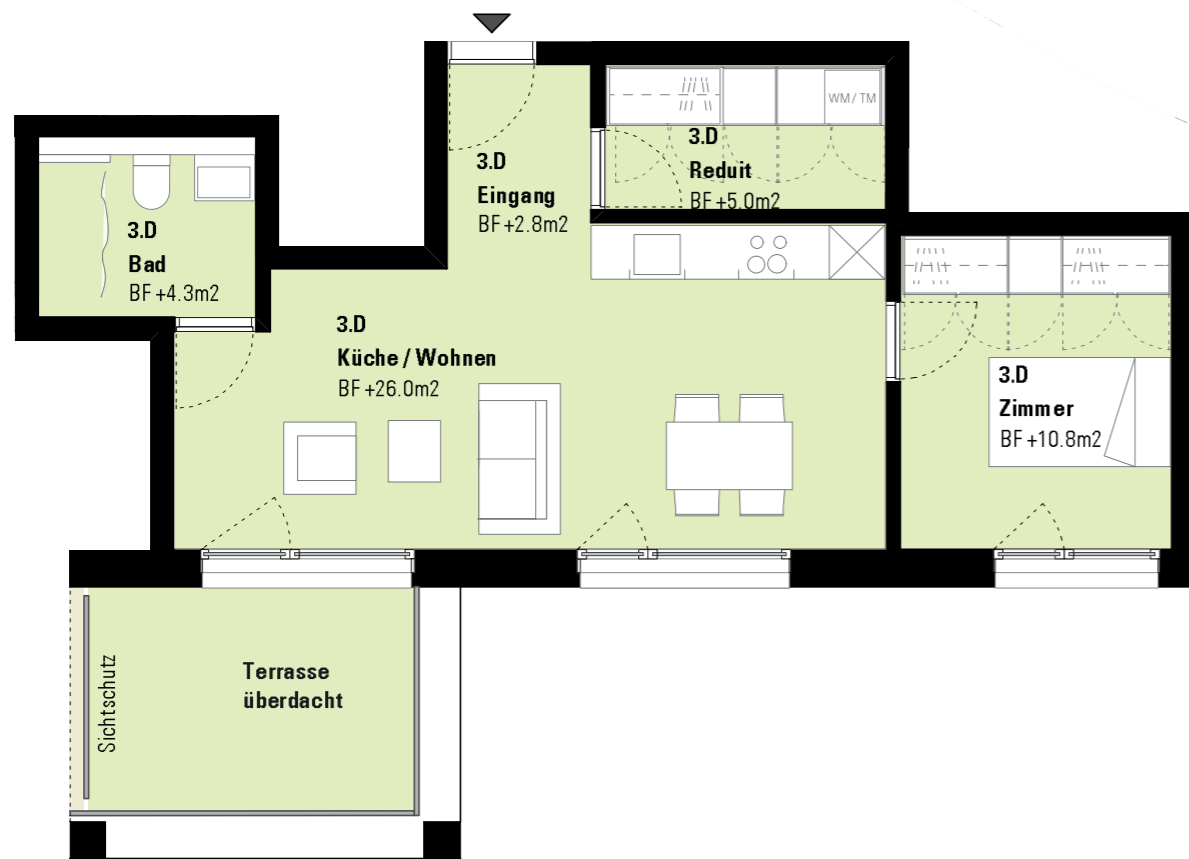 WM / TM
3.D
Reduit
BF +5.0m2
3.D
Eingang
BF +2.8m2
3.D
Bad
BF +4.3m2
3.D
Küche / Wohnen
BF +26.0m2
3.D
Zimmer
BF +10.8m2
Sichtschutz
Terrasse
überdacht